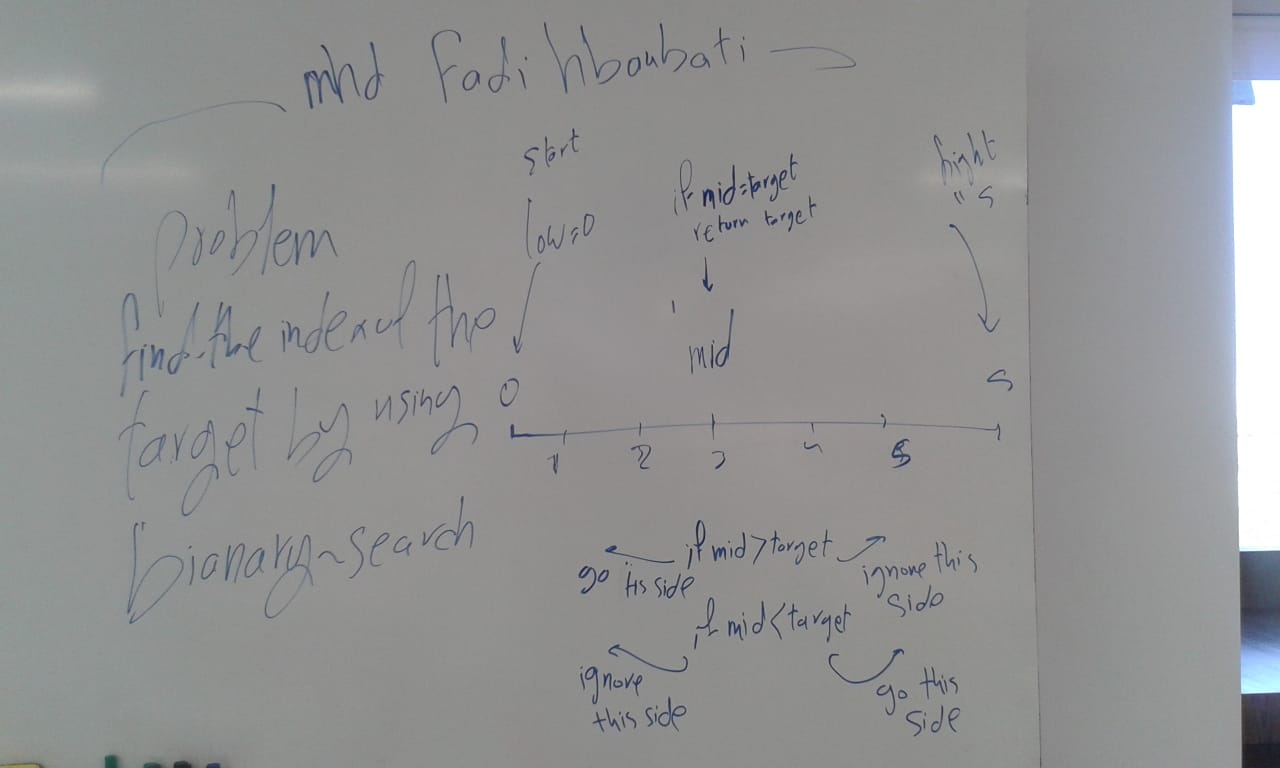 mhd Fadi hboubati
problem
find the index of the
target by using
bianary-search
start
low=0
if mid=target
return target
mid
hight
" 5
0
5
1 2 3 4 5
if mid>target
go tis side
ignore this
side
if mid<target
ignore
this side
go this
side